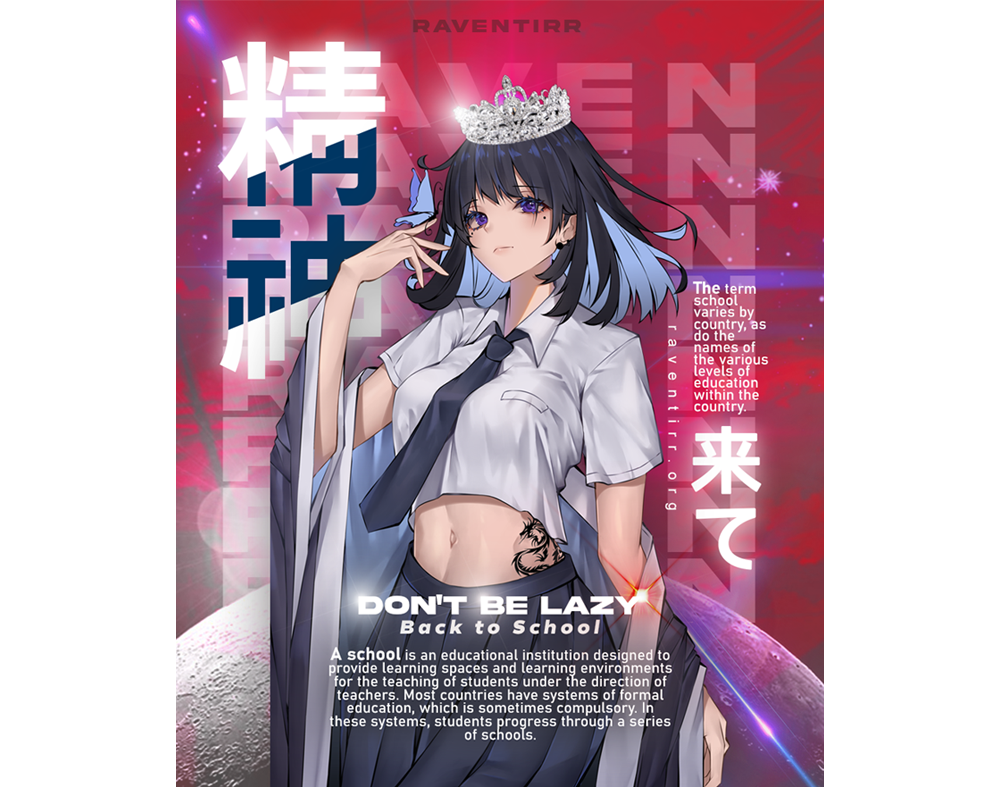 RAVENTIRR
精
神
RAVEN
The term
school
varies by
country, as
do the
names of
the various
levels of
education
within the
country.
raventirr.org
来
て
DON'T BE LAZY
Back to School
A school is an educational institution designed to
provide learning spaces and learning environments
for the teaching of students under the direction of
teachers. Most countries have systems of formal
education, which is sometimes compulsory. In
these systems, students progress through a series
of schools.